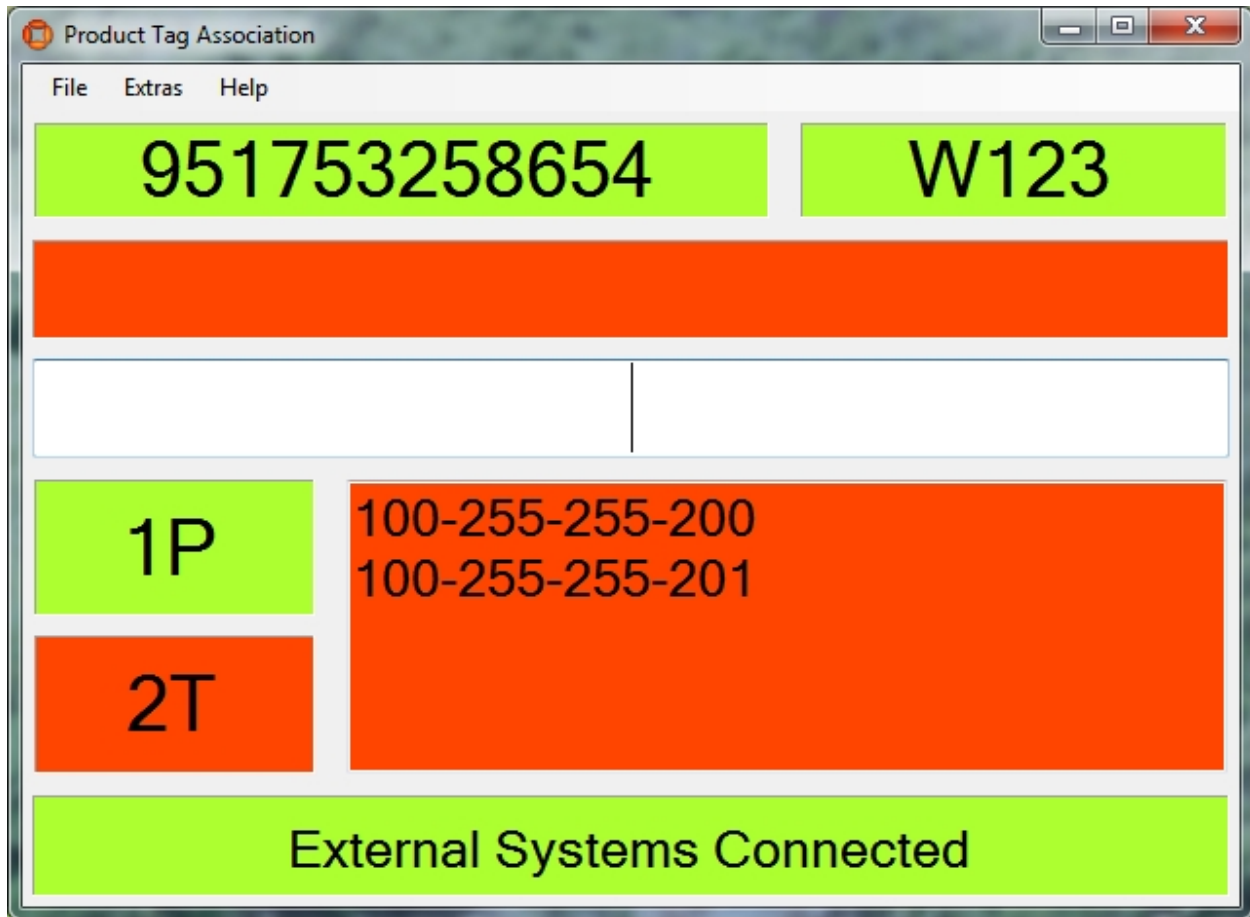 Product Tag Association
File Extras Help
951753258654 W123
1P
100-255-255-200
100-255-255-201
2T
External Systems Connected